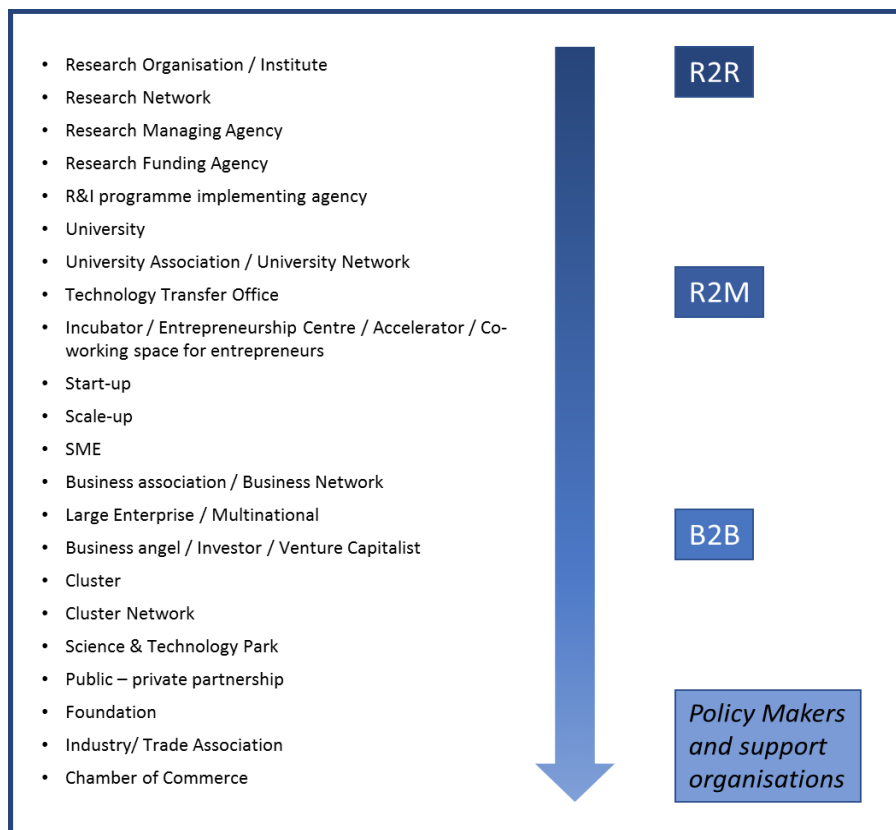 • Research Organisation / Institute
• Research Network
• Research Managing Agency
• Research Funding Agency
• R&I programme implementing agency
• University
• University Association / University Network
• Technology Transfer Office
• Incubator / Entrepreneurship Centre / Accelerator / Co-
working space for entrepreneurs
• Start-up
• Scale-up
• SME
• Business association / Business Network
• Large Enterprise / Multinational
• Business angel / Investor / Venture Capitalist
• Cluster
• Cluster Network
• Science & Technology Park
• Public – private partnership
• Foundation
• Industry/ Trade Association
• Chamber of Commerce
R2R
R2M
B2B
Policy Makers
and support
organisations